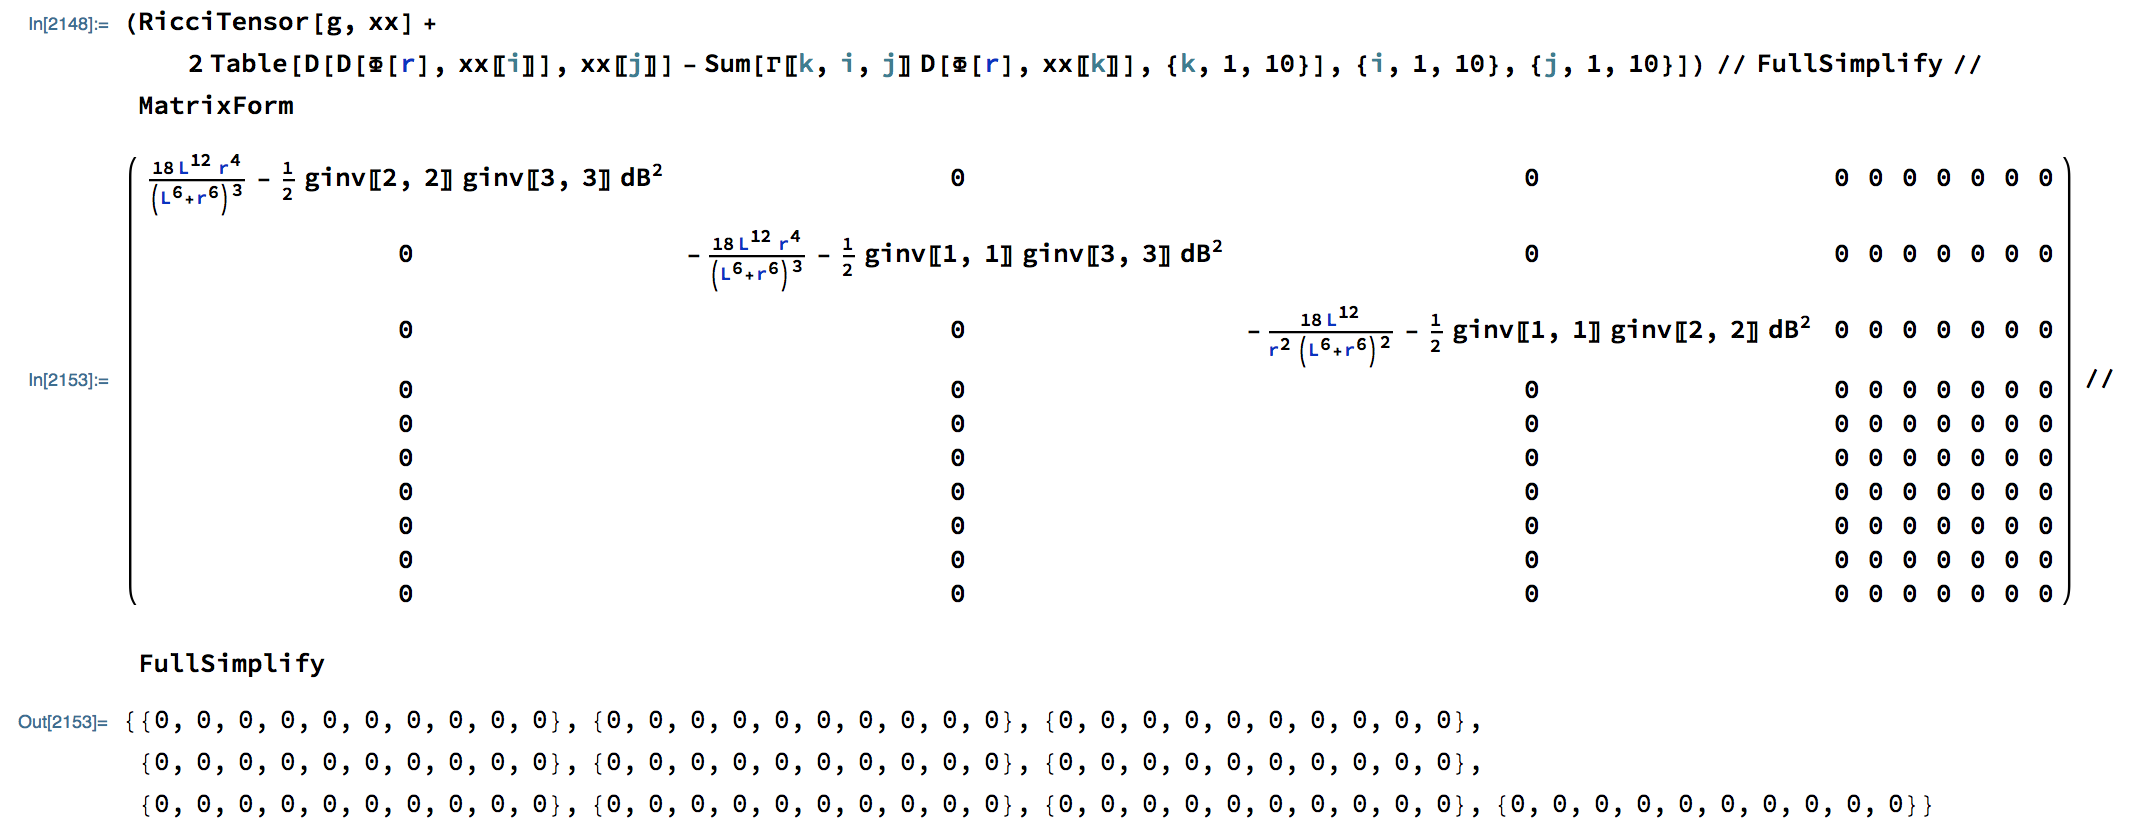 In[2148]:= (RicciTensor[g, xx] +
2 Table[D[D[Φ[r], xx〚i〛], xx〚j〛] - Sum[Γ〚k, i, j〛 D[Φ[r], xx〚k〛], {k, 1, 10}], {i, 1, 10}, {j, 1, 10}]) // FullSimplify //
MatrixForm
18 L^12 r^4/(L^6+r^6)^3 - 1/2 ginv〚2, 2〛 ginv〚3, 3〛 dB^2 0 0 0 0 0 0 0 0 0
0 -18 L^12 r^4/(L^6+r^6)^3 - 1/2 ginv〚1, 1〛 ginv〚3, 3〛 dB^2 0 0 0 0 0 0 0 0
0 0 -18 L^12/r^2 (L^6+r^6)^2 - 1/2 ginv〚1, 1〛 ginv〚2, 2〛 dB^2 0 0 0 0 0 0 0
In[2153]:= 0 0 0 0 0 0 0 0 0 0 //
0 0 0 0 0 0 0 0 0 0
0 0 0 0 0 0 0 0 0 0
0 0 0 0 0 0 0 0 0 0
0 0 0 0 0 0 0 0 0 0
0 0 0 0 0 0 0 0 0 0
0 0 0 0 0 0 0 0 0 0
FullSimplify
Out[2153]= {{0, 0, 0, 0, 0, 0, 0, 0, 0, 0}, {0, 0, 0, 0, 0, 0, 0, 0, 0, 0}, {0, 0, 0, 0, 0, 0, 0, 0, 0, 0},
{0, 0, 0, 0, 0, 0, 0, 0, 0, 0}, {0, 0, 0, 0, 0, 0, 0, 0, 0, 0}, {0, 0, 0, 0, 0, 0, 0, 0, 0, 0},
{0, 0, 0, 0, 0, 0, 0, 0, 0, 0}, {0, 0, 0, 0, 0, 0, 0, 0, 0, 0}, {0, 0, 0, 0, 0, 0, 0, 0, 0, 0}, {0, 0, 0, 0, 0, 0, 0, 0, 0, 0}}